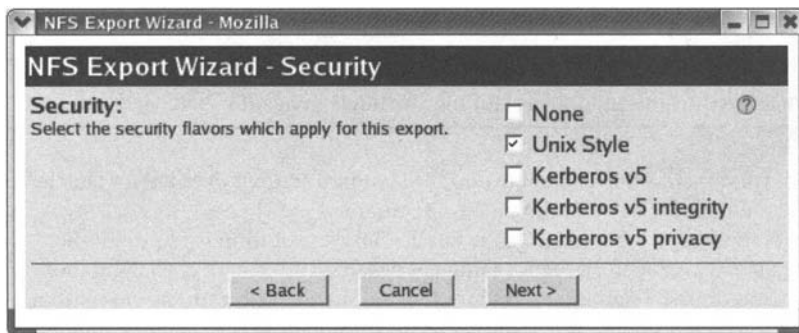 NFS Export Wizard - Mozilla
NFS Export Wizard - Security
Security:
Select the security flavors which apply for this export.
None
Unix Style
Kerberos v5
Kerberos v5 integrity
Kerberos v5 privacy
< Back
Cancel
Next >